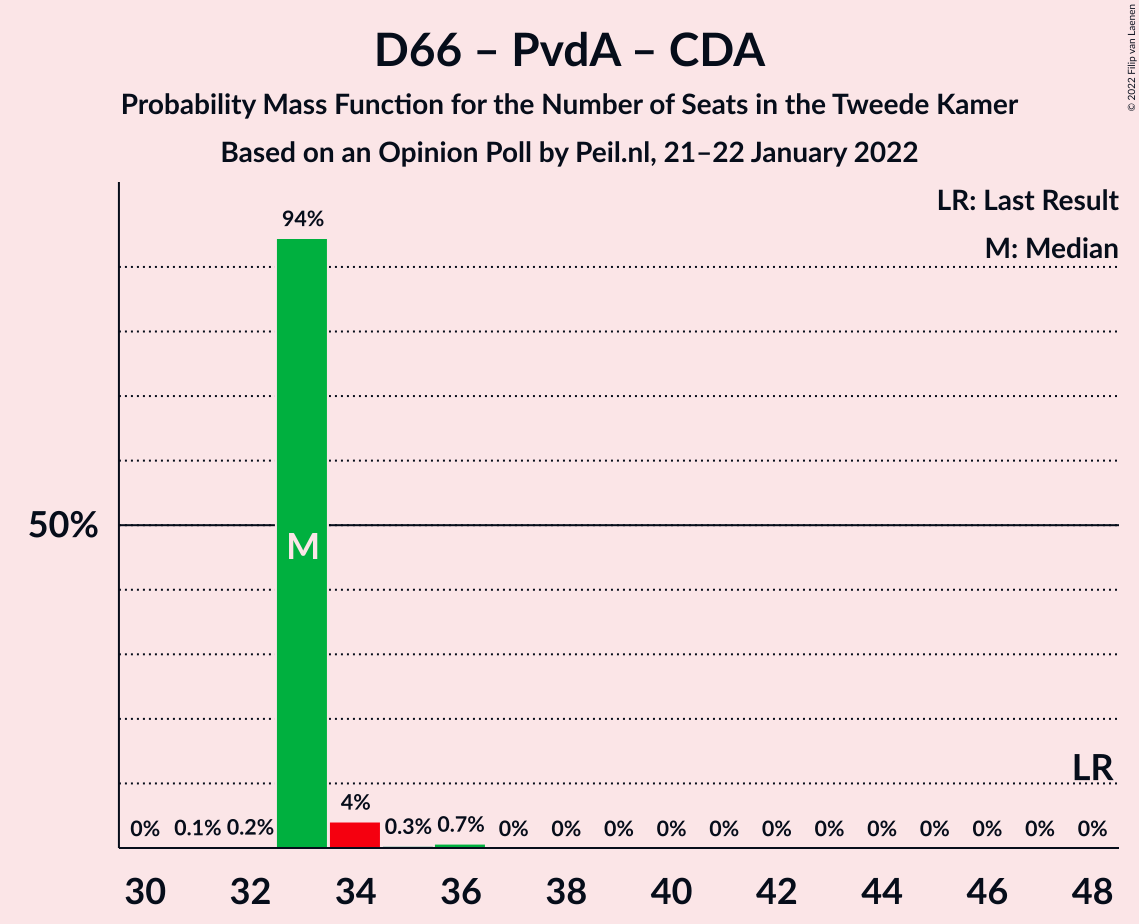 D66 – PvdA – CDA
Probability Mass Function for the Number of Seats in the Tweede Kamer
Based on an Opinion Poll by Peil.nl, 21–22 January 2022
© 2022 Filip van Laenen
LR: Last Result
M: Median
94%
50%
M
LR
0% 0.1% 0.2% 4% 0.3% 0.7% 0% 0% 0% 0% 0% 0% 0% 0% 0% 0% 0% 0%
30 32 34 36 38 40 42 44 46 48